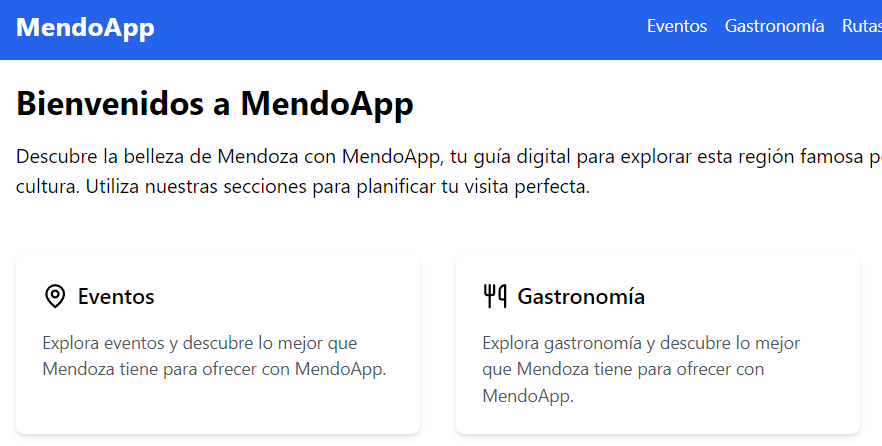 MendoApp
Eventos Gastronomía Rutas
Bienvenidos a MendoApp
Descubre la belleza de Mendoza con MendoApp, tu guía digital para explorar esta región famosa
cultura. Utiliza nuestras secciones para planificar tu visita perfecta.
Eventos
Explora eventos y descubre lo mejor que
Mendoza tiene para ofrecer con MendoApp.
Gastronomía
Explora gastronomía y descubre lo mejor
que Mendoza tiene para ofrecer con
MendoApp.